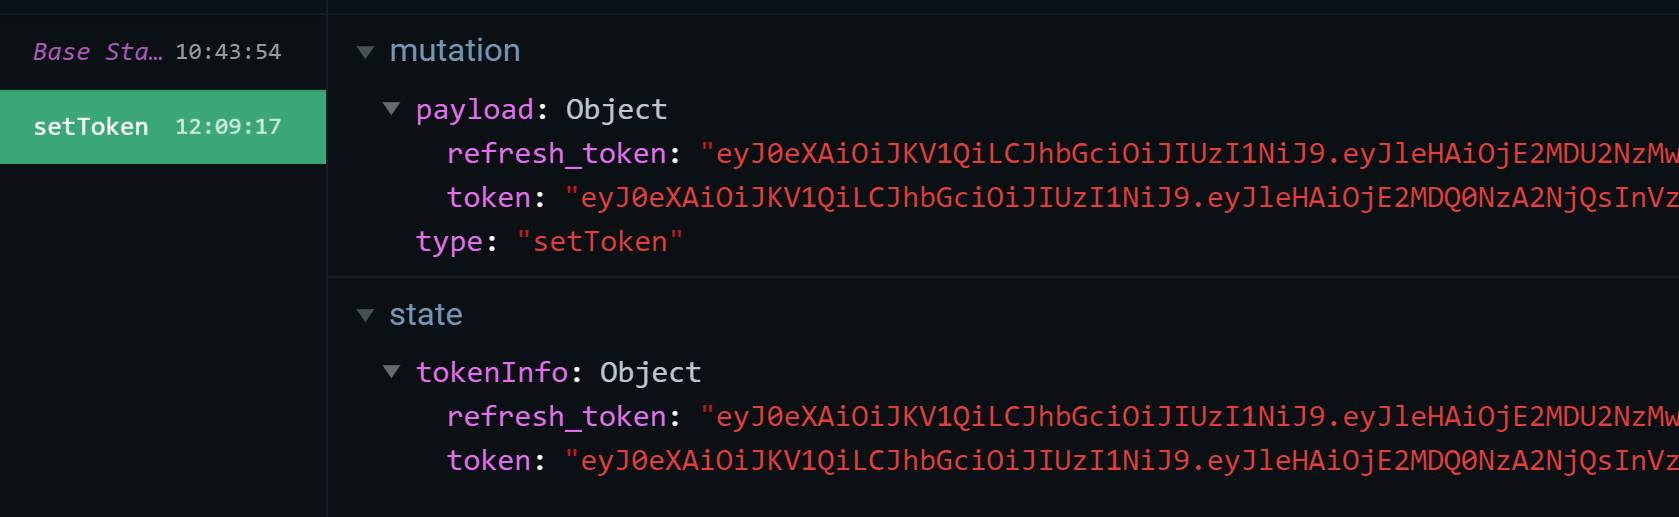 Base Sta… 10:43:54
setToken 12:09:17
mutation
payload: Object
refresh_token: "eyJ0eXAiOiJKV1QiLCJhbGciOiJIUzI1NiJ9.eyJleHAiOjE2MDU2NzMw
token: "eyJ0eXAiOiJKV1QiLCJhbGciOiJIUzI1NiJ9.eyJleHAiOjE2MDQ0NzA2NjQsInVz
type: "setToken"
state
tokenInfo: Object
refresh_token: "eyJ0eXAiOiJKV1QiLCJhbGciOiJIUzI1NiJ9.eyJleHAiOjE2MDU2NzMw
token: "eyJ0eXAiOiJKV1QiLCJhbGciOiJIUzI1NiJ9.eyJleHAiOjE2MDQ0NzA2NjQsInVz